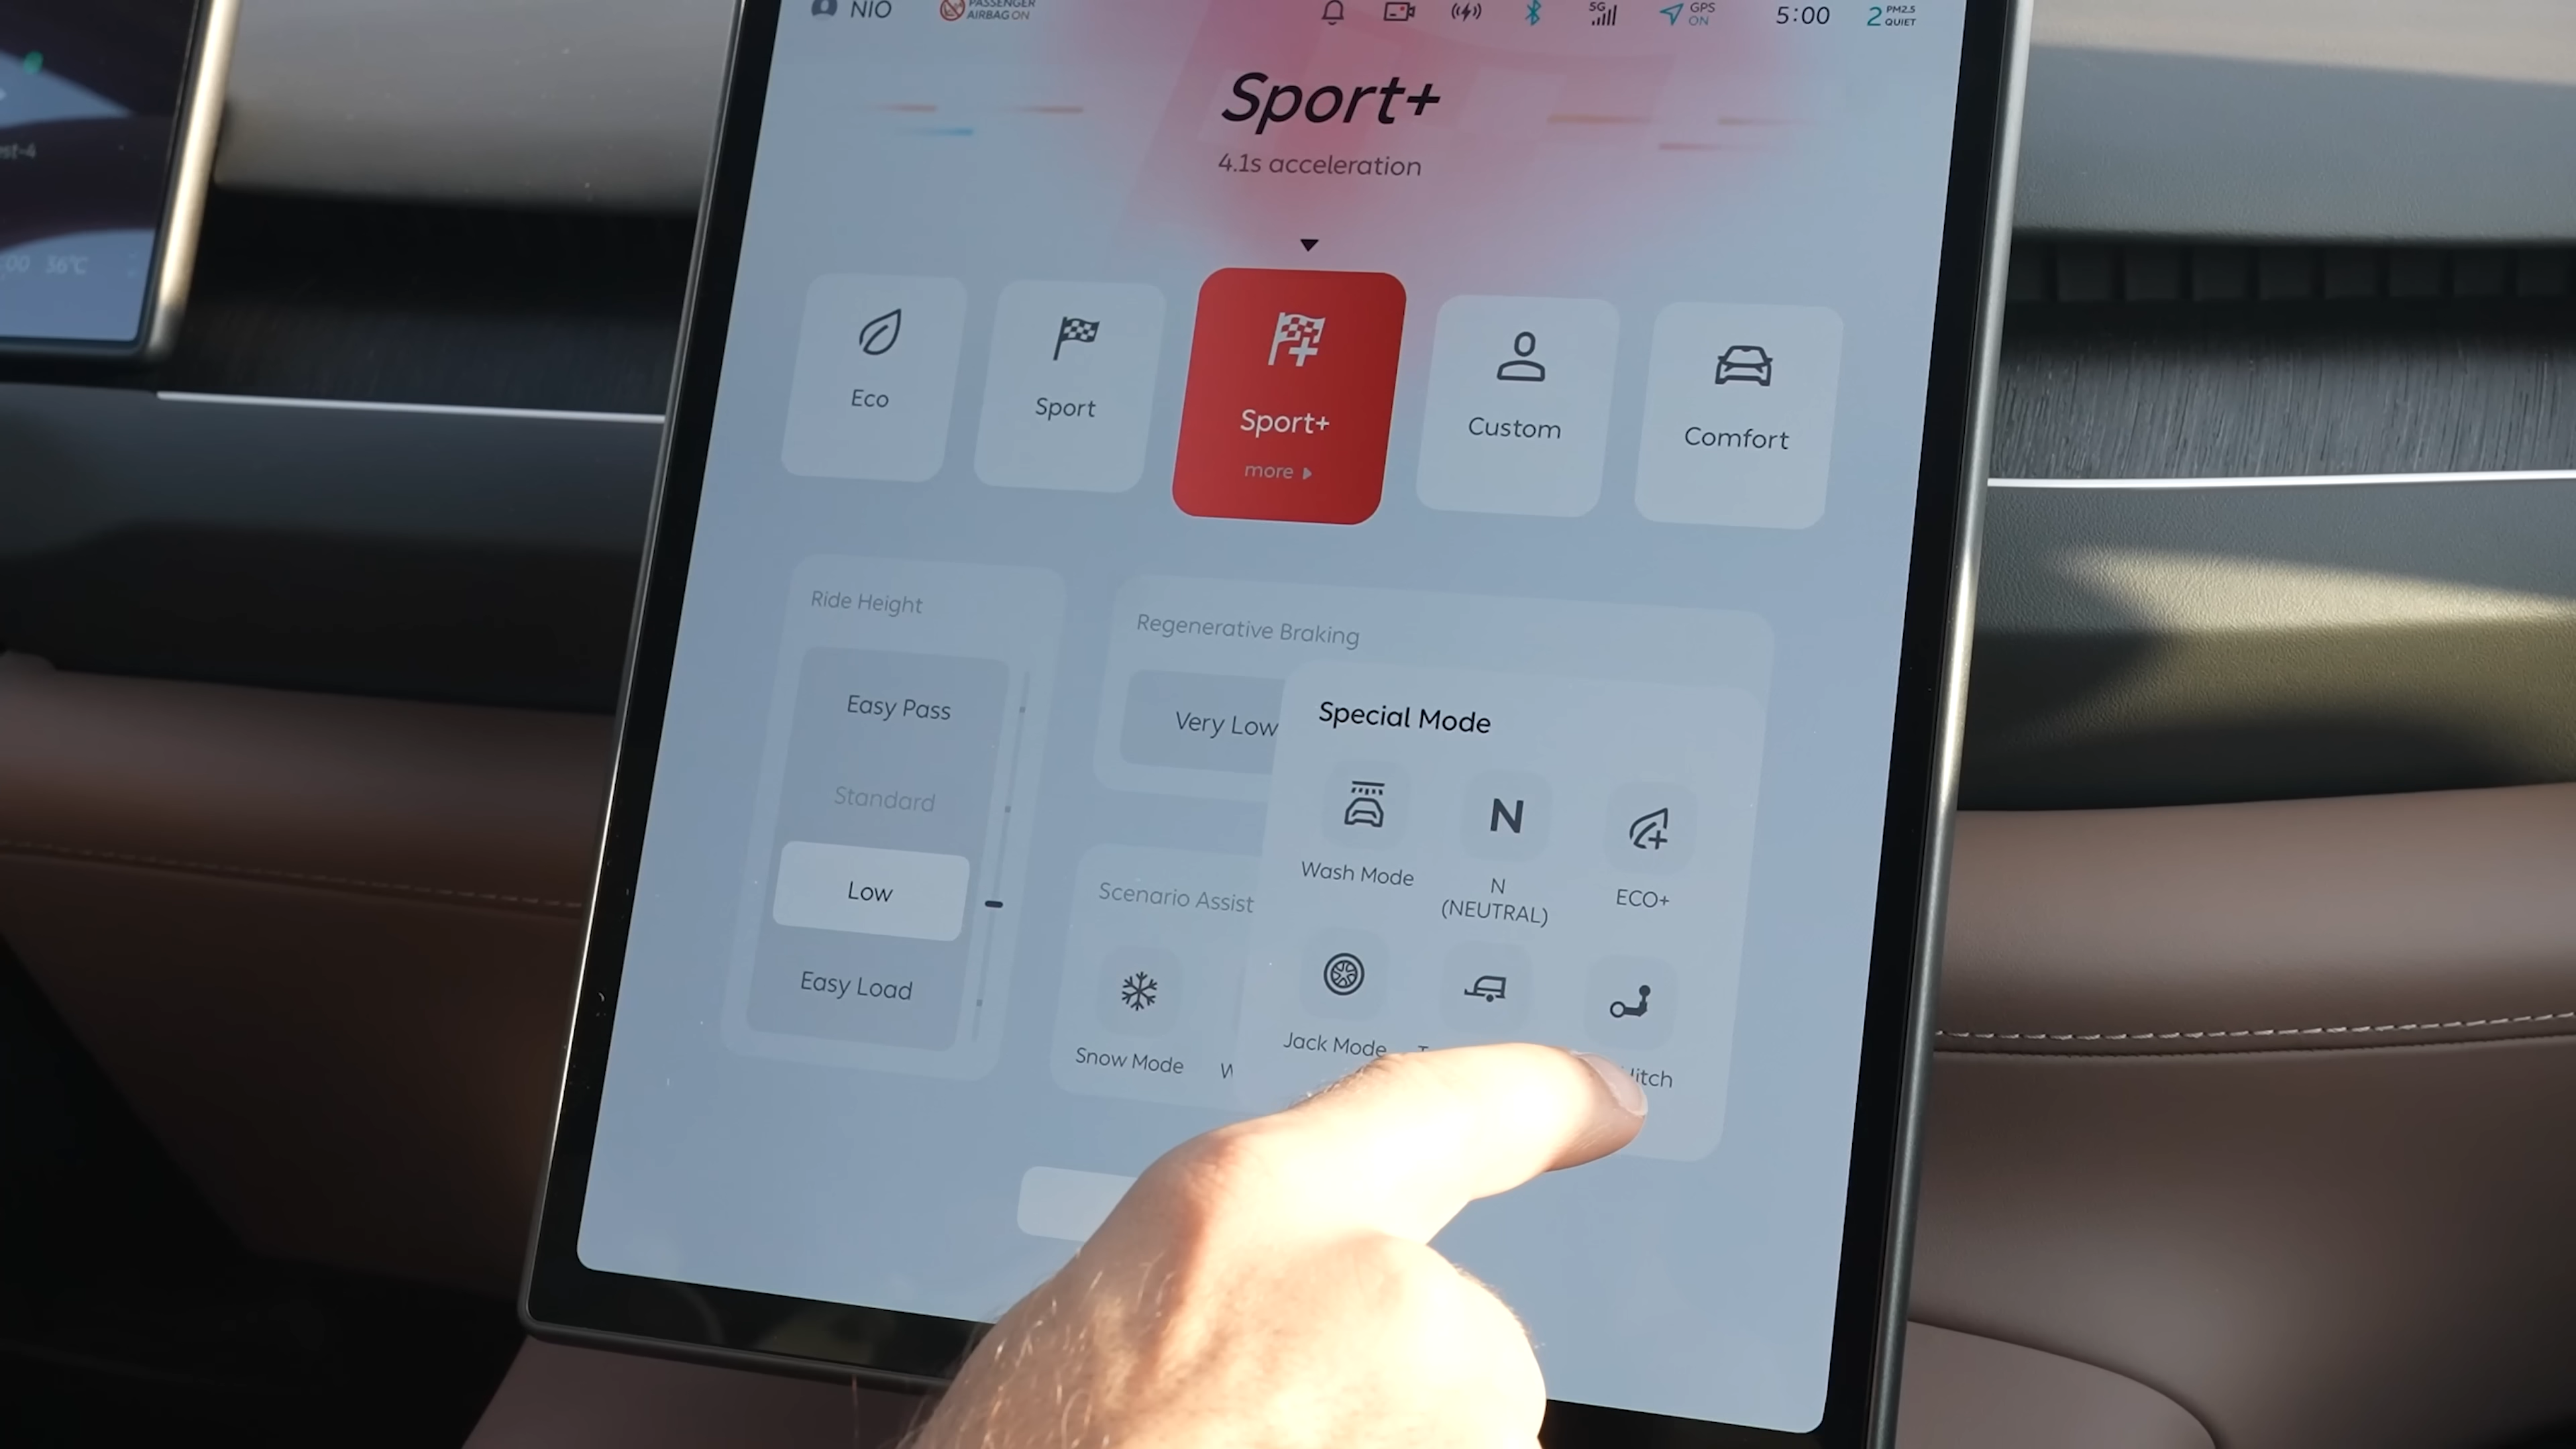 NIO
PASSENGER
AIRBAG ON
5G
GPS
ON
5:00
2
PM2.5
QUIET
Sport+
4.1s acceleration
Eco
Sport
Sport+
more
Custom
Comfort
Ride Height
Easy Pass
Standard
Low
Easy Load
Regenerative Braking
Very Low
Special Mode
Wash Mode
N
N
(NEUTRAL)
ECO+
Scenario Assist
Snow Mode
Jack Mode
36°C